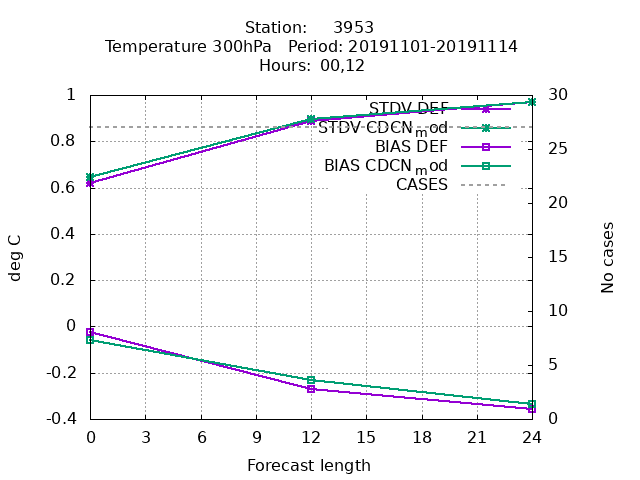 Station: 3953
Temperature 300hPa Period: 20191101-20191114
Hours: 00,12
1
0.8
0.6
0.4
0.2
0
-0.2
-0.4
deg C
30
25
20
15
10
5
0
No cases
STDV DEF
STDV CDCNmod
BIAS DEF
BIAS CDCNmod
CASES
0 3 6 9 12 15 18 21 24
Forecast length